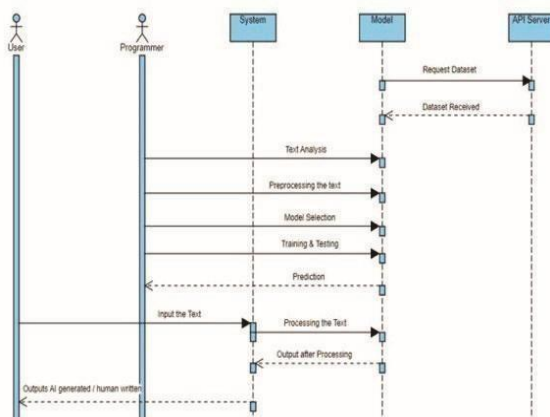 System
Model
API Server
User
Programmer
Request Dataset
Dataset Received
Text Analysis
Preprocessing the text
Model Selection
Training & Testing
Prediction
Input the Text
Processing the Text
Output after Processing
Outputs AI generated / human written